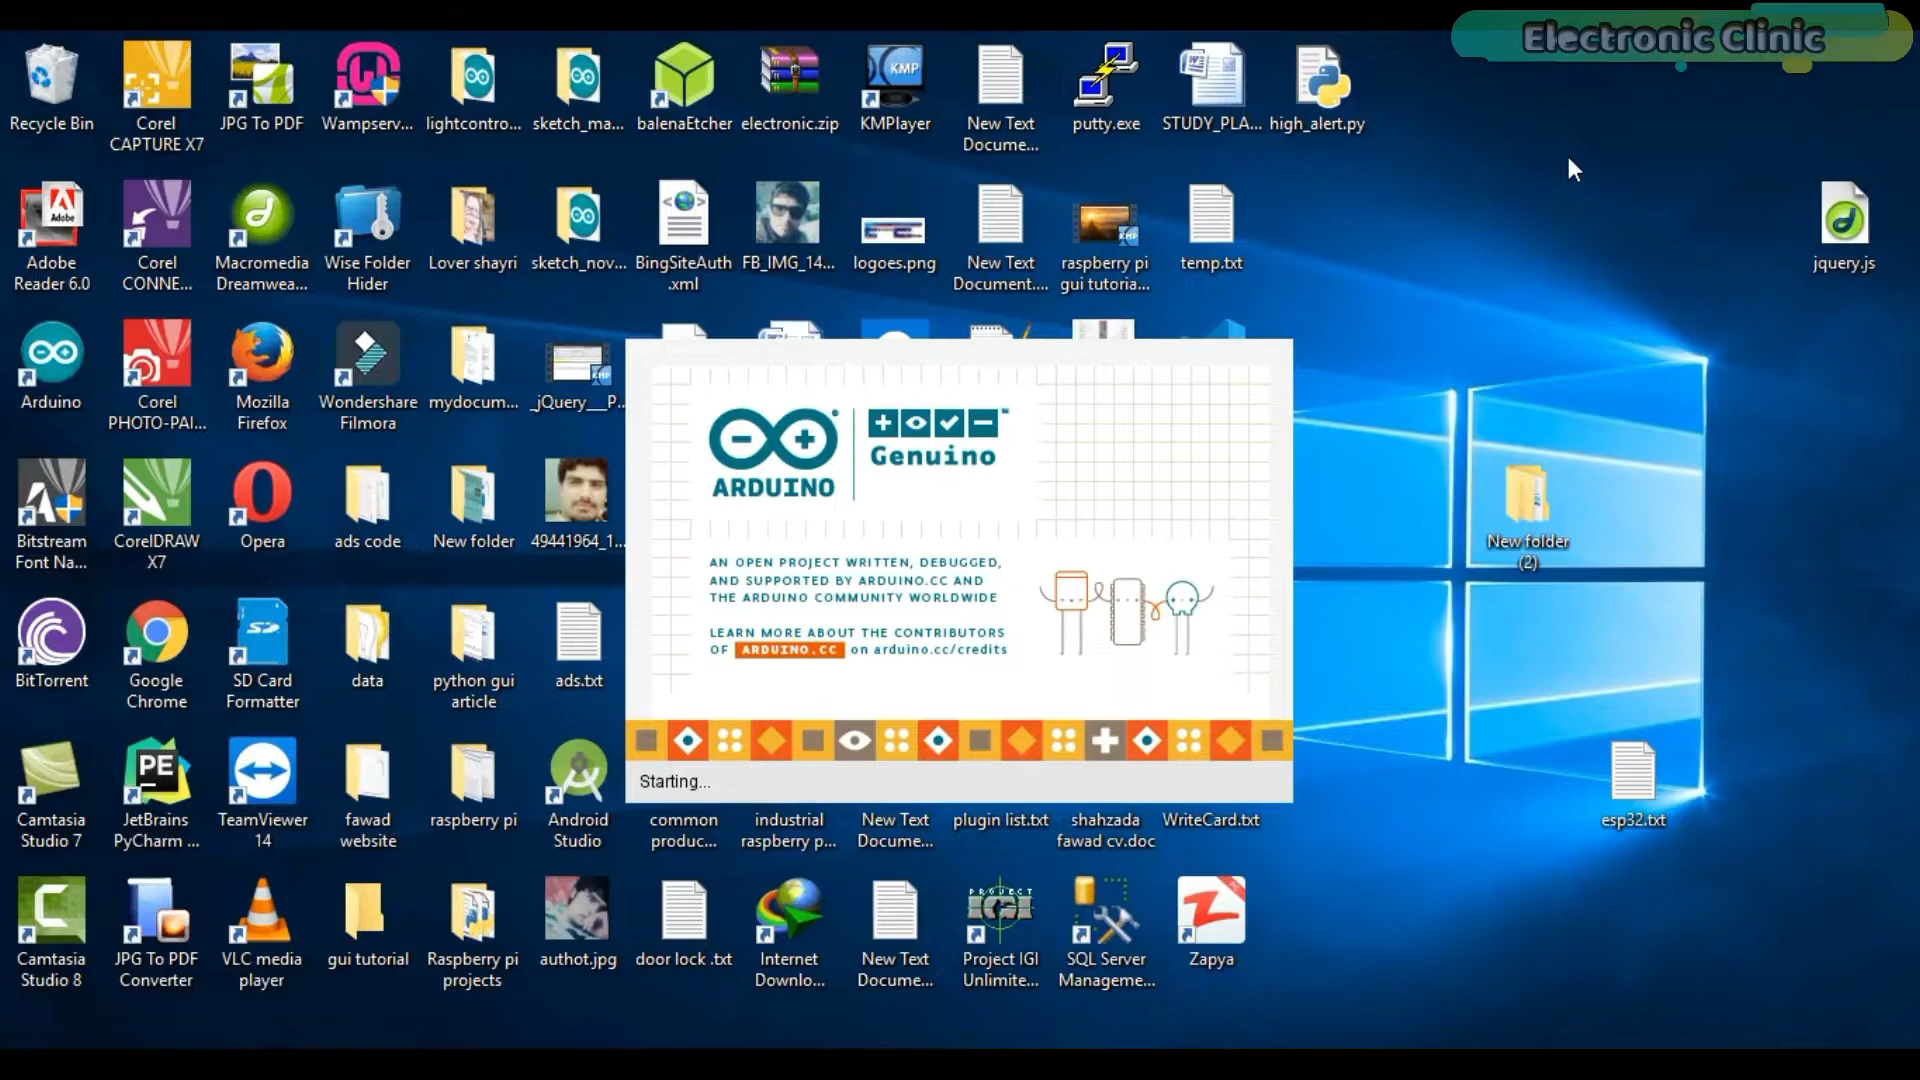 Electronic Clinic
Recycle Bin
Corel
CAPTURE X7
JPG To PDF
Wampserv...
lightcontro...
sketch_ma...
balenaEtcher
electronic.zip
KMPlayer
New Text
Docume...
putty.exe
STUDY_PLA...
high_alert.py
Adobe
Reader 6.0
Corel
CONNE...
Macromedia
Dreamwea...
Wise Folder
Hider
Lover shayri
sketch_nov...
BingSiteAuth
.xml
FB_IMG_14...
logoes.png
New Text
Document....
raspberry pi
gui tutoria...
temp.txt
jquery.js
Arduino
Corel
PHOTO-PAI...
Mozilla
Firefox
Wondershare
Filmora
mydocum...
_jQuery___P...
ARDUINO
Genuino
AN OPEN PROJECT WRITTEN, DEBUGGED,
AND SUPPORTED BY ARDUINO.CC AND
THE ARDUINO COMMUNITY WORLDWIDE
LEARN MORE ABOUT THE CONTRIBUTORS
OF ARDUINO.CC on arduino.cc/credits
Starting...
Bitstream
Font Na...
CorelDRAW
X7
Opera
ads code
New folder
49441964_1...
New folder
(2)
BitTorrent
Google
Chrome
SD Card
Formatter
data
python gui
article
ads.txt
Camtasia
Studio 7
JetBrains
PyCharm ...
TeamViewer
14
fawad
website
raspberry pi
Android
Studio
common
produc...
industrial
raspberry p...
New Text
Docume...
plugin list.txt
shahzada
fawad cv.doc
WriteCard.txt
esp32.txt
Camtasia
Studio 8
JPG To PDF
Converter
VLC media
player
gui tutorial
Raspberry pi
projects
authot.jpg
door lock .txt
Internet
Downlo...
New Text
Docume...
Project IGI
Unlimite...
SQL Server
Manageme...
Zapya